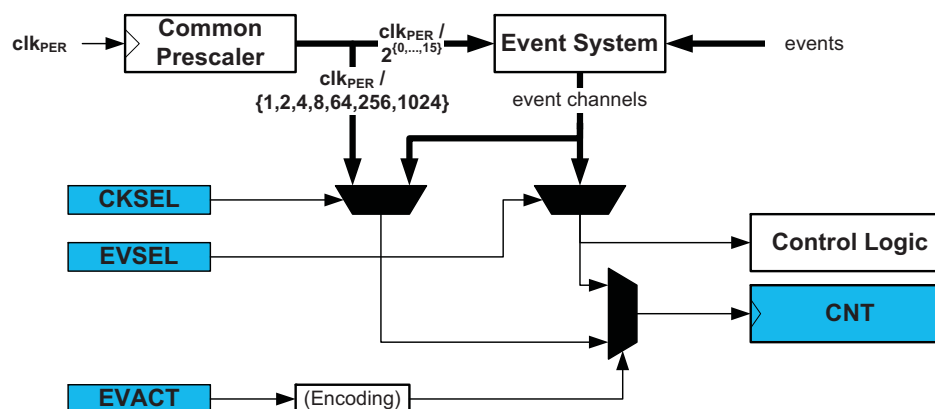 clkPER
Common
Prescaler
clkPER /
2{0,...,15}
Event System
events
clkPER /
{1,2,4,8,64,256,1024}
event channels
CKSEL
EVSEL
Control Logic
CNT
EVACT
(Encoding)